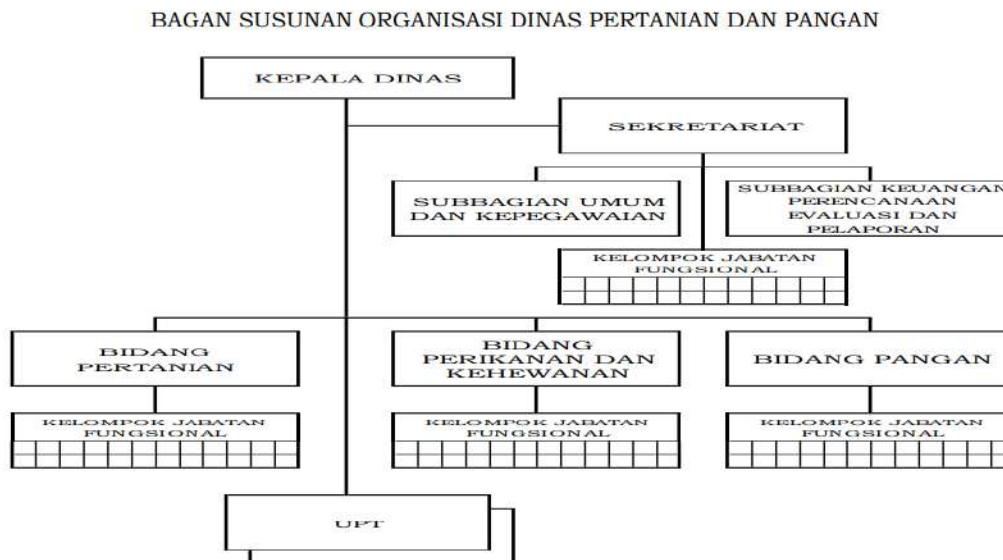 BAGAN SUSUNAN ORGANISASI DINAS PERTANIAN DAN PANGAN
KEPALA DINAS
SEKRETARIAT
SUBBAGIAN UMUM
DAN KEPEGAWAIAN
SUBBAGIAN KEUANGAN
PERENCANAAN
EVALUASI DAN
PELAPORAN
KELOMPOK JABATAN
FUNGSIONAL
BIDANG
PERTANIAN
BIDANG
PERIKANAN DAN
KEHEWANAN
BIDANG PANGAN
KELOMPOK JABATAN
FUNGSIONAL
KELOMPOK JABATAN
FUNGSIONAL
KELOMPOK JABATAN
FUNGSIONAL
UPT